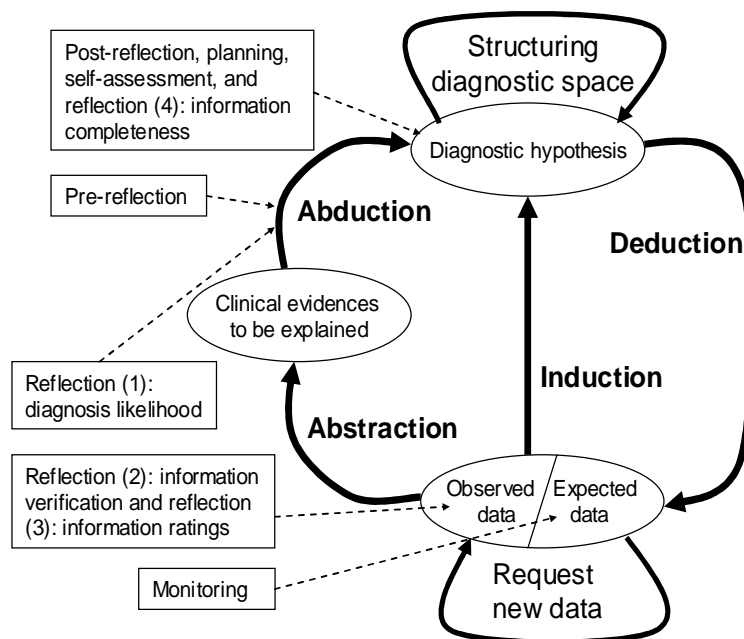 Post-reflection, planning,
self-assessment, and
reflection (4): information
completeness
Structuring
diagnostic space
Diagnostic hypothesis
Pre-reflection
Abduction
Deduction
Clinical evidences
to be explained
Reflection (1):
diagnosis likelihood
Induction
Abstraction
Reflection (2): information
verification and reflection
(3): information ratings
Observed
data
Expected
data
Monitoring
Request
new data